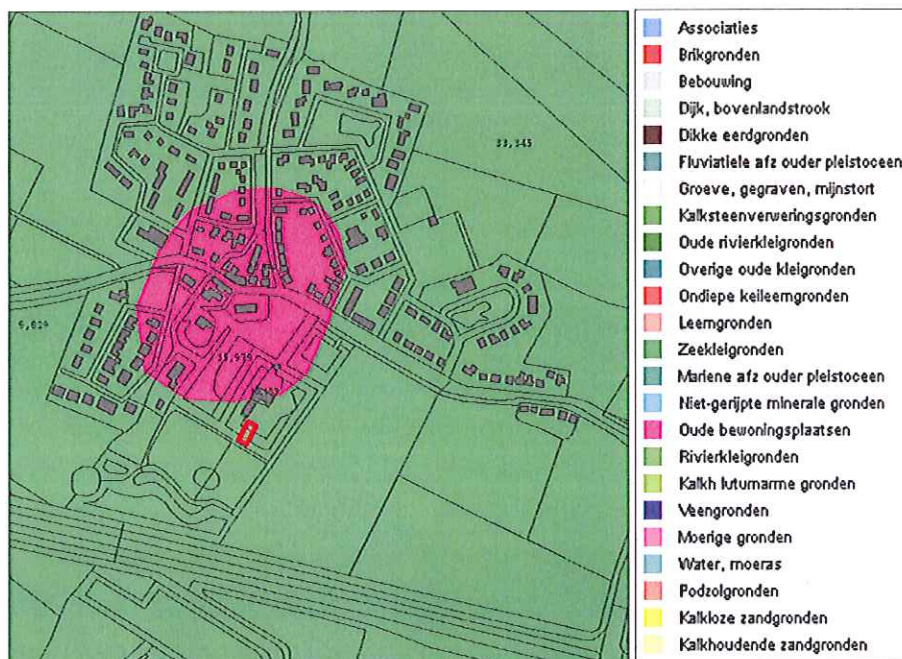 33,345
Associaties
Brikgronden
Bebouwing
Dijk, bovenlandstrook
Dikke eerdgronden
Fluviatiele afz ouder pleistoceen
Groeve, gegraven, mijnstort
Kalksteenverweringsgronden
Oude rivierkleigronden
Overige oude kleigronden
Ondiepe keileemgronden
Leemgronden
Zeekleigronden
Mariene afz ouder pleistoceen
Niet-gerijpte minerale gronden
Oude bewoningsplaatsen
Rivierkleigronden
Kalkh lutumarme gronden
Veengronden
Moerige gronden
Water, moeras
Podzolgronden
Kalkloze zandgronden
Kalkhoudende zandgronden